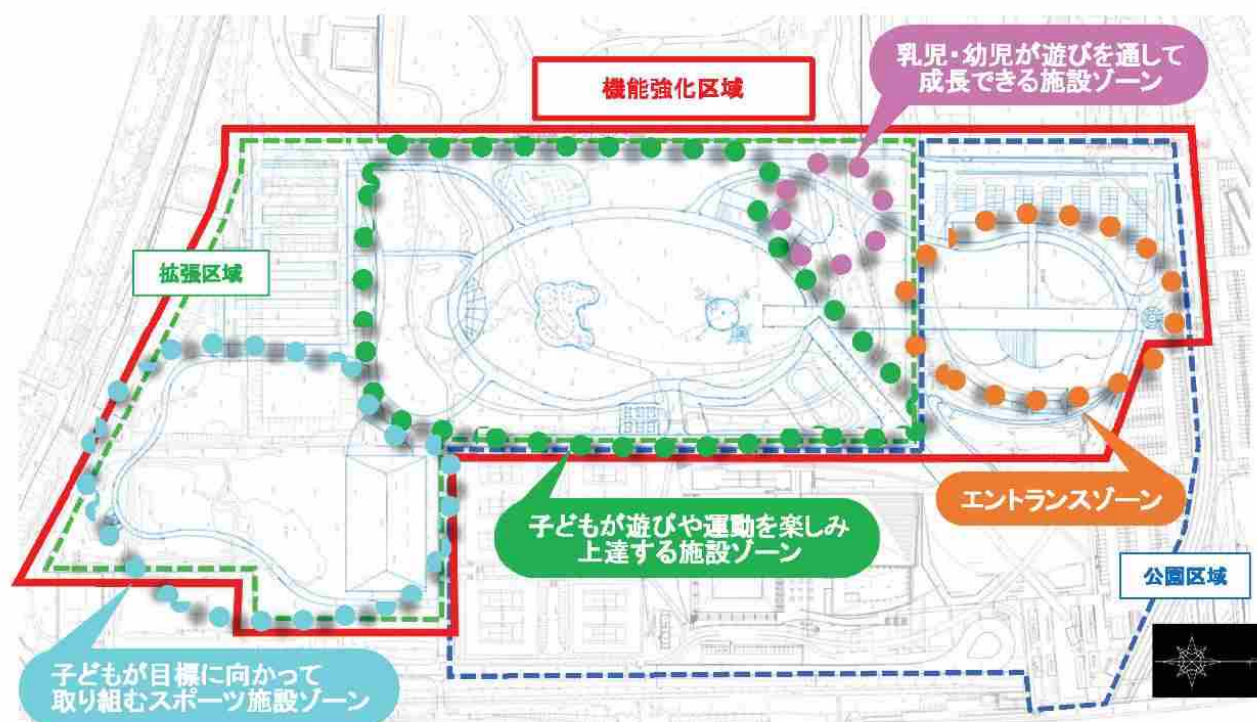 乳児・幼児が遊びを通して
成長できる施設ゾーン
機能強化区域
拡張区域
エントランスゾーン
子どもが遊びや運動を楽しみ
上達する施設ゾーン
公園区域
子どもが目標に向かって
取り組むスポーツ施設ゾーン